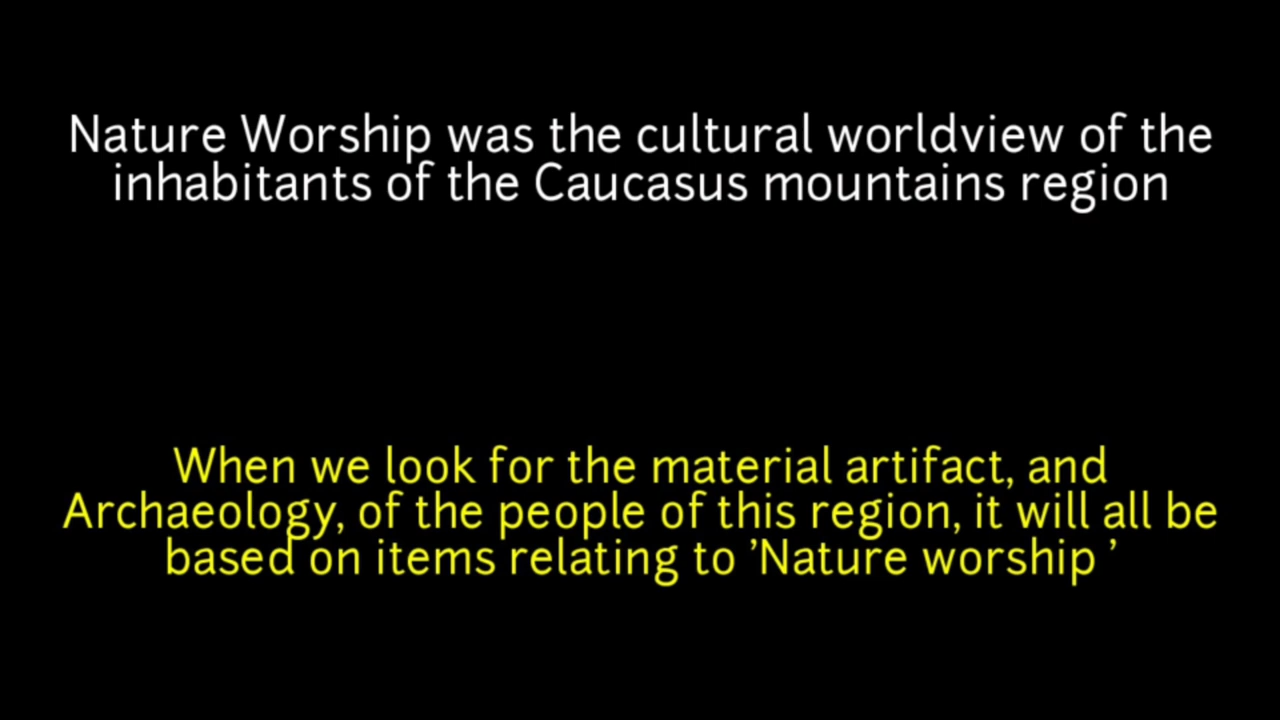 Nature Worship was the cultural worldview of the
inhabitants of the Caucasus mountains region
When we look for the material artifact, and
Archaeology, of the people of this region, it will all be
based on items relating to ’Nature worship ’